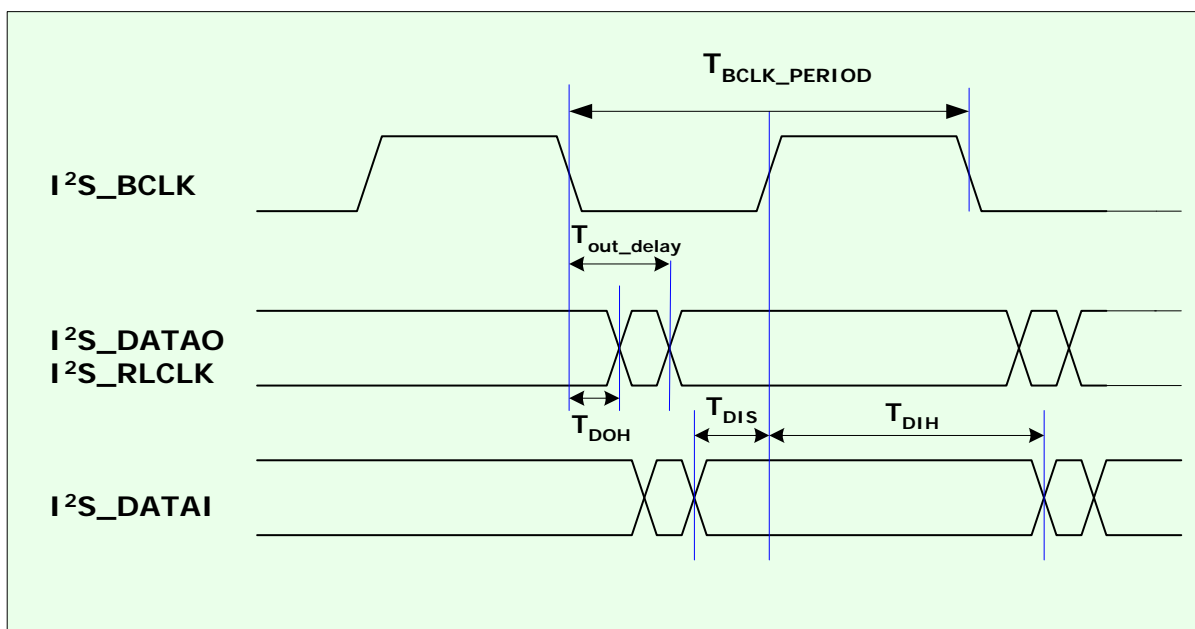 T_BCLK_PERIOD
I²S_BCLK
T_out_delay
I²S_DATAO
I²S_RLCLK
T_DOH
T_DIS
T_DIH
I²S_DATAI